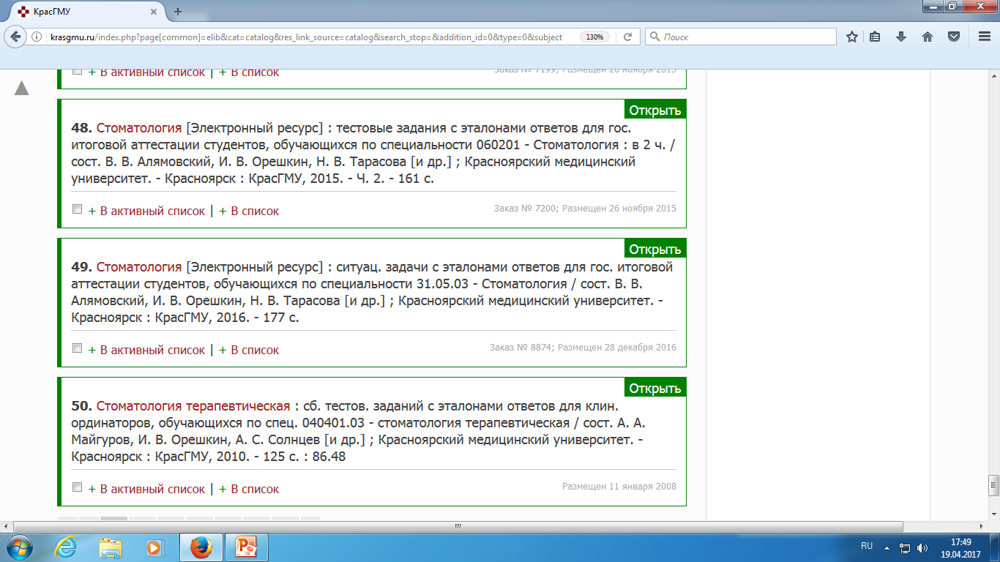 КрасГМУ
krasgmu.ru/index.php?page[common]=elib&cat=catalog&res_link_source=catalog&search_stop=&addition_id=0&type=0&subject
130%
Поиск
+ В активный список | + В список
Заказ № 7199; Размещен 26 ноября 2015
Открыть
48. Стоматология [Электронный ресурс] : тестовые задания с эталонами ответов для гос.
итоговой аттестации студентов, обучающихся по специальности 060201 - Стоматология : в 2 ч. /
сост. В. В. Алямовский, И. В. Орешкин, Н. В. Тарасова [и др.] ; Красноярский медицинский
университет. - Красноярск : КрасГМУ, 2015. - Ч. 2. - 161 с.
+ В активный список | + В список
Заказ № 7200; Размещен 26 ноября 2015
Открыть
49. Стоматология [Электронный ресурс] : ситуац. задачи с эталонами ответов для гос. итоговой
аттестации студентов, обучающихся по специальности 31.05.03 - Стоматология / сост. В. В.
Алямовский, И. В. Орешкин, Н. В. Тарасова [и др.] ; Красноярский медицинский университет. -
Красноярск : КрасГМУ, 2016. - 177 с.
+ В активный список | + В список
Заказ № 8874; Размещен 28 декабря 2016
Открыть
50. Стоматология терапевтическая : сб. тестов. заданий с эталонами ответов для клин.
ординаторов, обучающихся по спец. 040401.03 - стоматология терапевтическая / сост. А. А.
Майгуров, И. В. Орешкин, А. С. Солнцев [и др.] ; Красноярский медицинский университет. -
Красноярск : КрасГМУ, 2010. - 125 с. : 86.48
+ В активный список | + В список
Размещен 11 января 2008
RU
17:49
19.04.2017